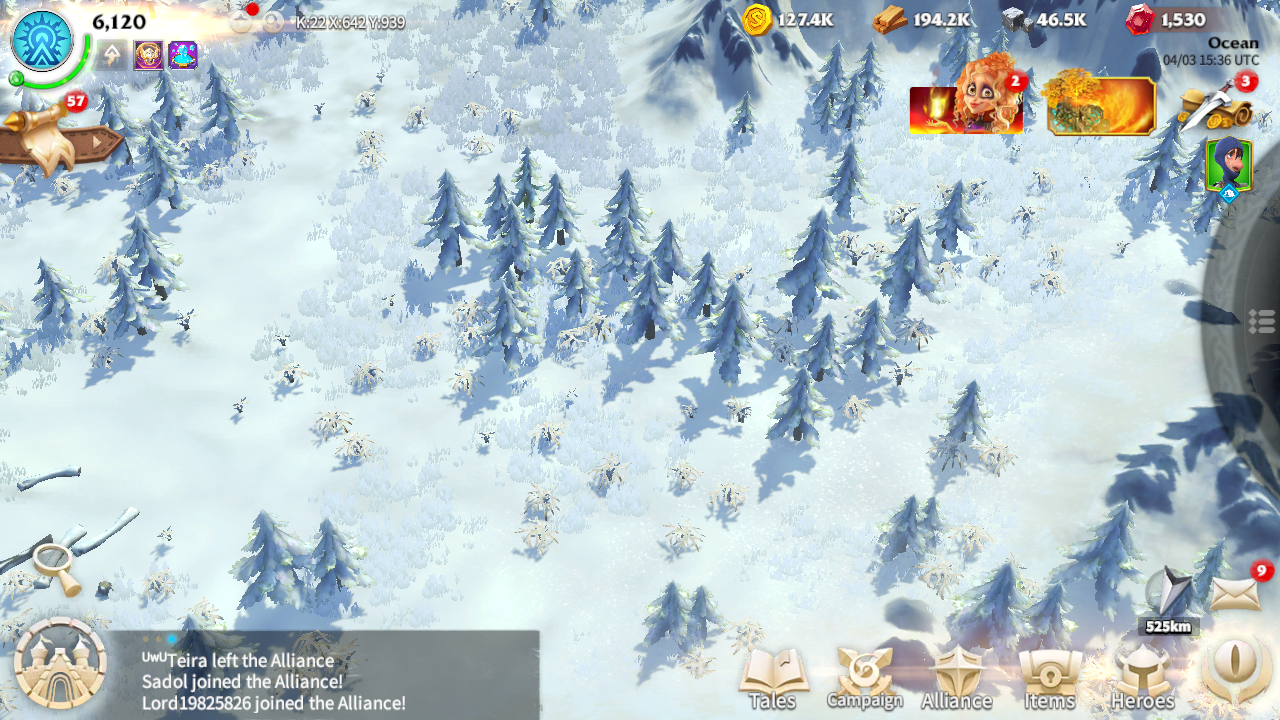 6,120
K:22 X:642 Y:939
127.4K
194.2K
46.5K
1,530
Ocean
04/03 15:36 UTC
57
2
3
9
525km
UwUTeira left the Alliance
Sadol joined the Alliance!
Lord19825826 joined the Alliance!
Tales
Campaign
Alliance
Items
Heroes